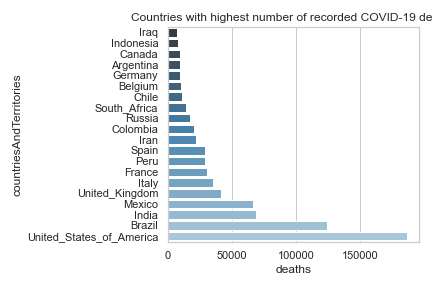 Countries with highest number of recorded COVID-19 de
Iraq
Indonesia
Canada
Argentina
Germany
Belgium
Chile
South_Africa
Russia
Colombia
Iran
Spain
Peru
France
Italy
United_Kingdom
Mexico
India
Brazil
United_States_of_America
countriesAndTerritories
0 50000 100000 150000
deaths